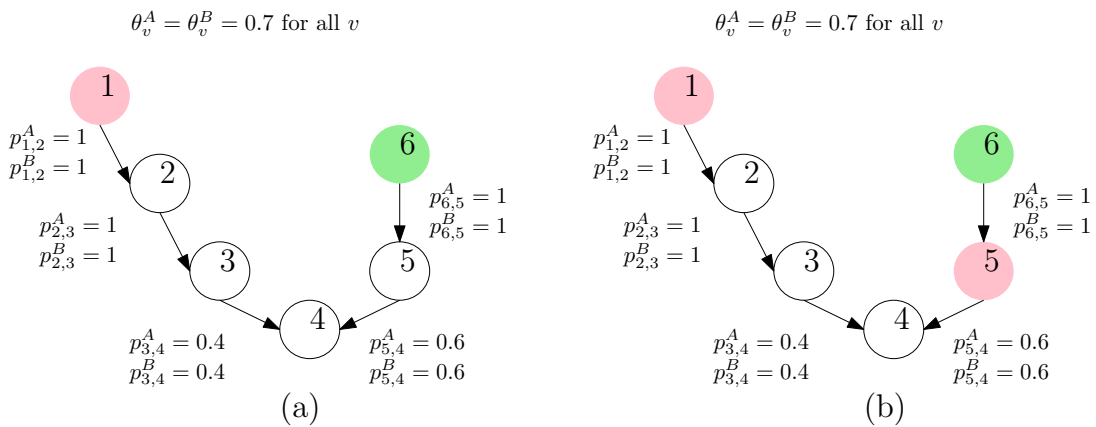 θ_v^A = θ_v^B = 0.7 for all v
1
6
p_{1,2}^A = 1
p_{1,2}^B = 1
2
p_{6,5}^A = 1
p_{6,5}^B = 1
p_{2,3}^A = 1
p_{2,3}^B = 1
3
5
4
p_{3,4}^A = 0.4
p_{3,4}^B = 0.4
p_{5,4}^A = 0.6
p_{5,4}^B = 0.6
(a)
θ_v^A = θ_v^B = 0.7 for all v
1
6
p_{1,2}^A = 1
p_{1,2}^B = 1
2
p_{6,5}^A = 1
p_{6,5}^B = 1
p_{2,3}^A = 1
p_{2,3}^B = 1
3
5
4
p_{3,4}^A = 0.4
p_{3,4}^B = 0.4
p_{5,4}^A = 0.6
p_{5,4}^B = 0.6
(b)